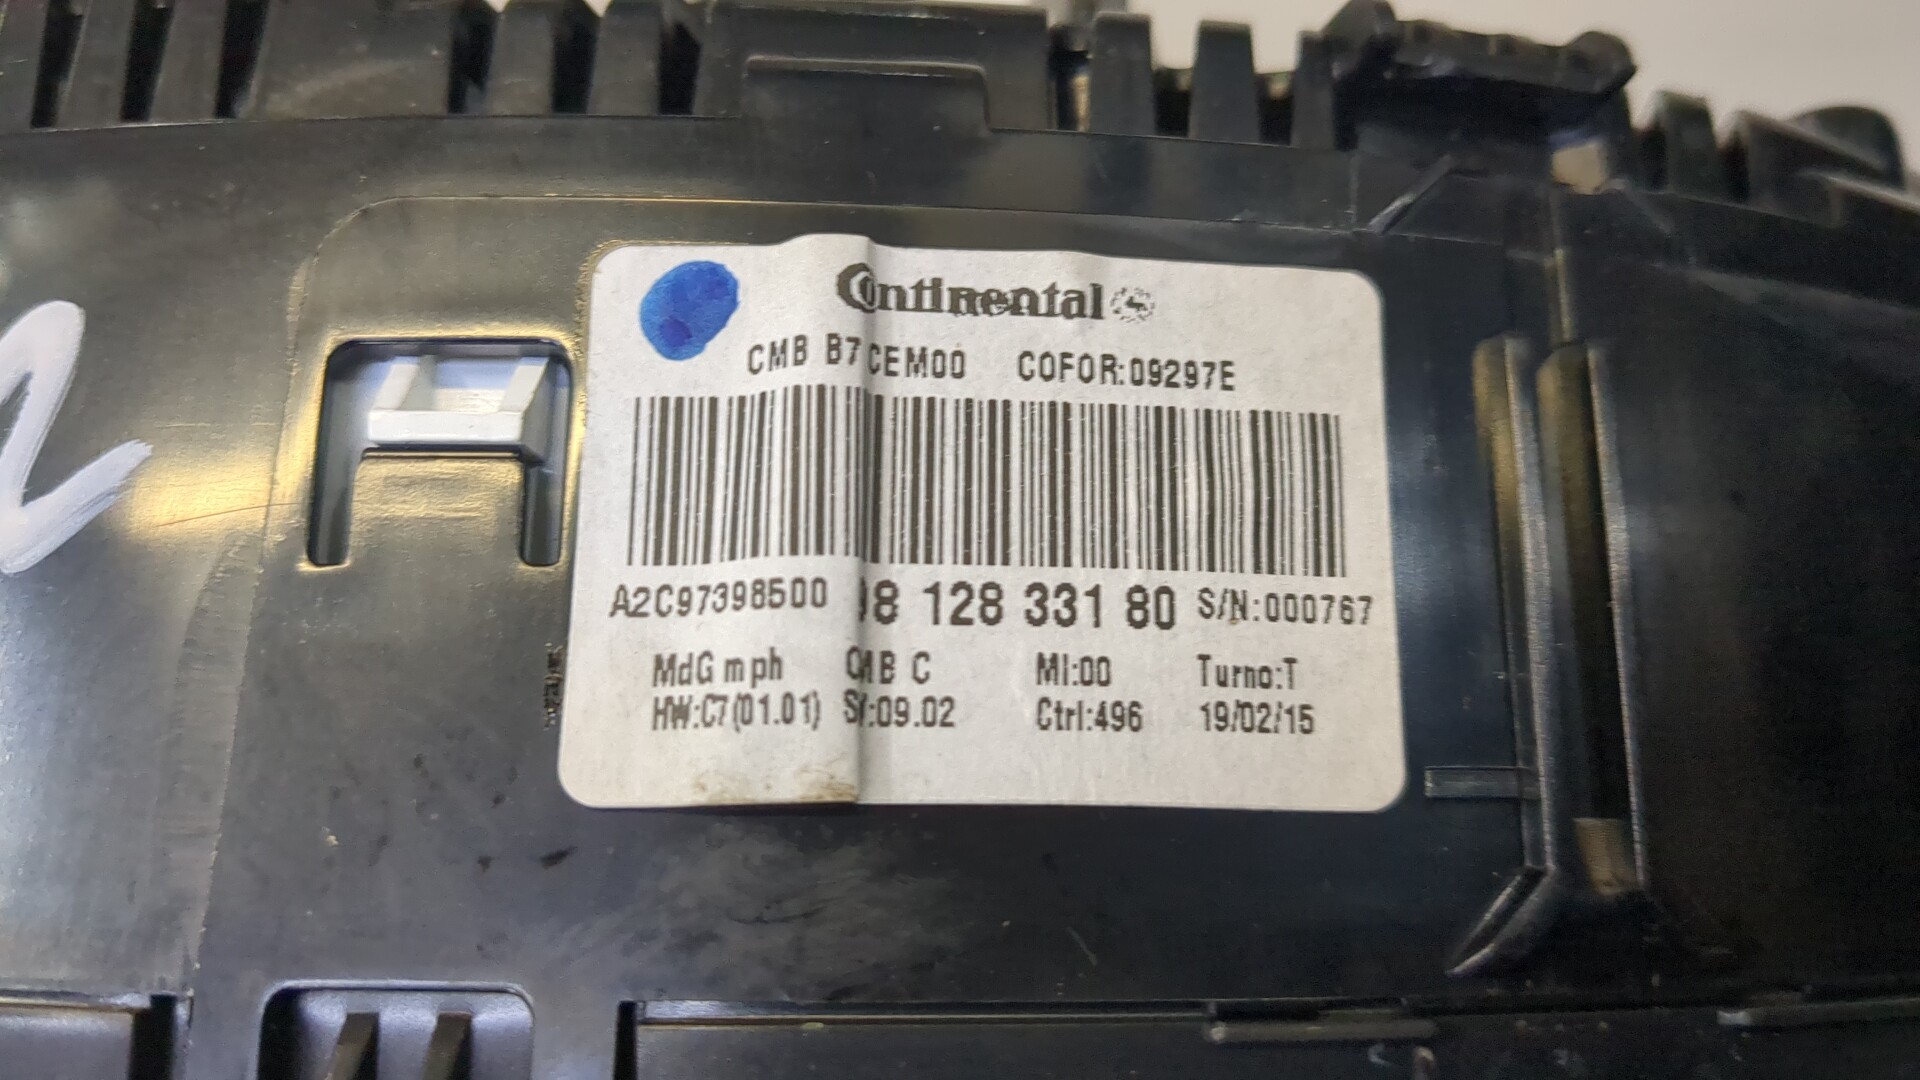 Continental
CMB B7 CEM00 COFOR:09297E
A2C97398500 98 128 331 80 S/N:000767
MdG mph CMB C MI:00 Turno:T
HW:C7(01.01) S/:09.02 Ctrl:496 19/02/15
2